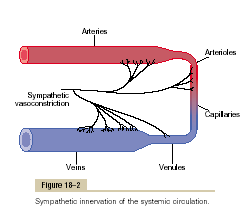 Arteries
Arterioles
Sympathetic
vasoconstriction
Capillaries
Veins
Venules
Figure 18–2
Sympathetic innervation of the systemic circulation.